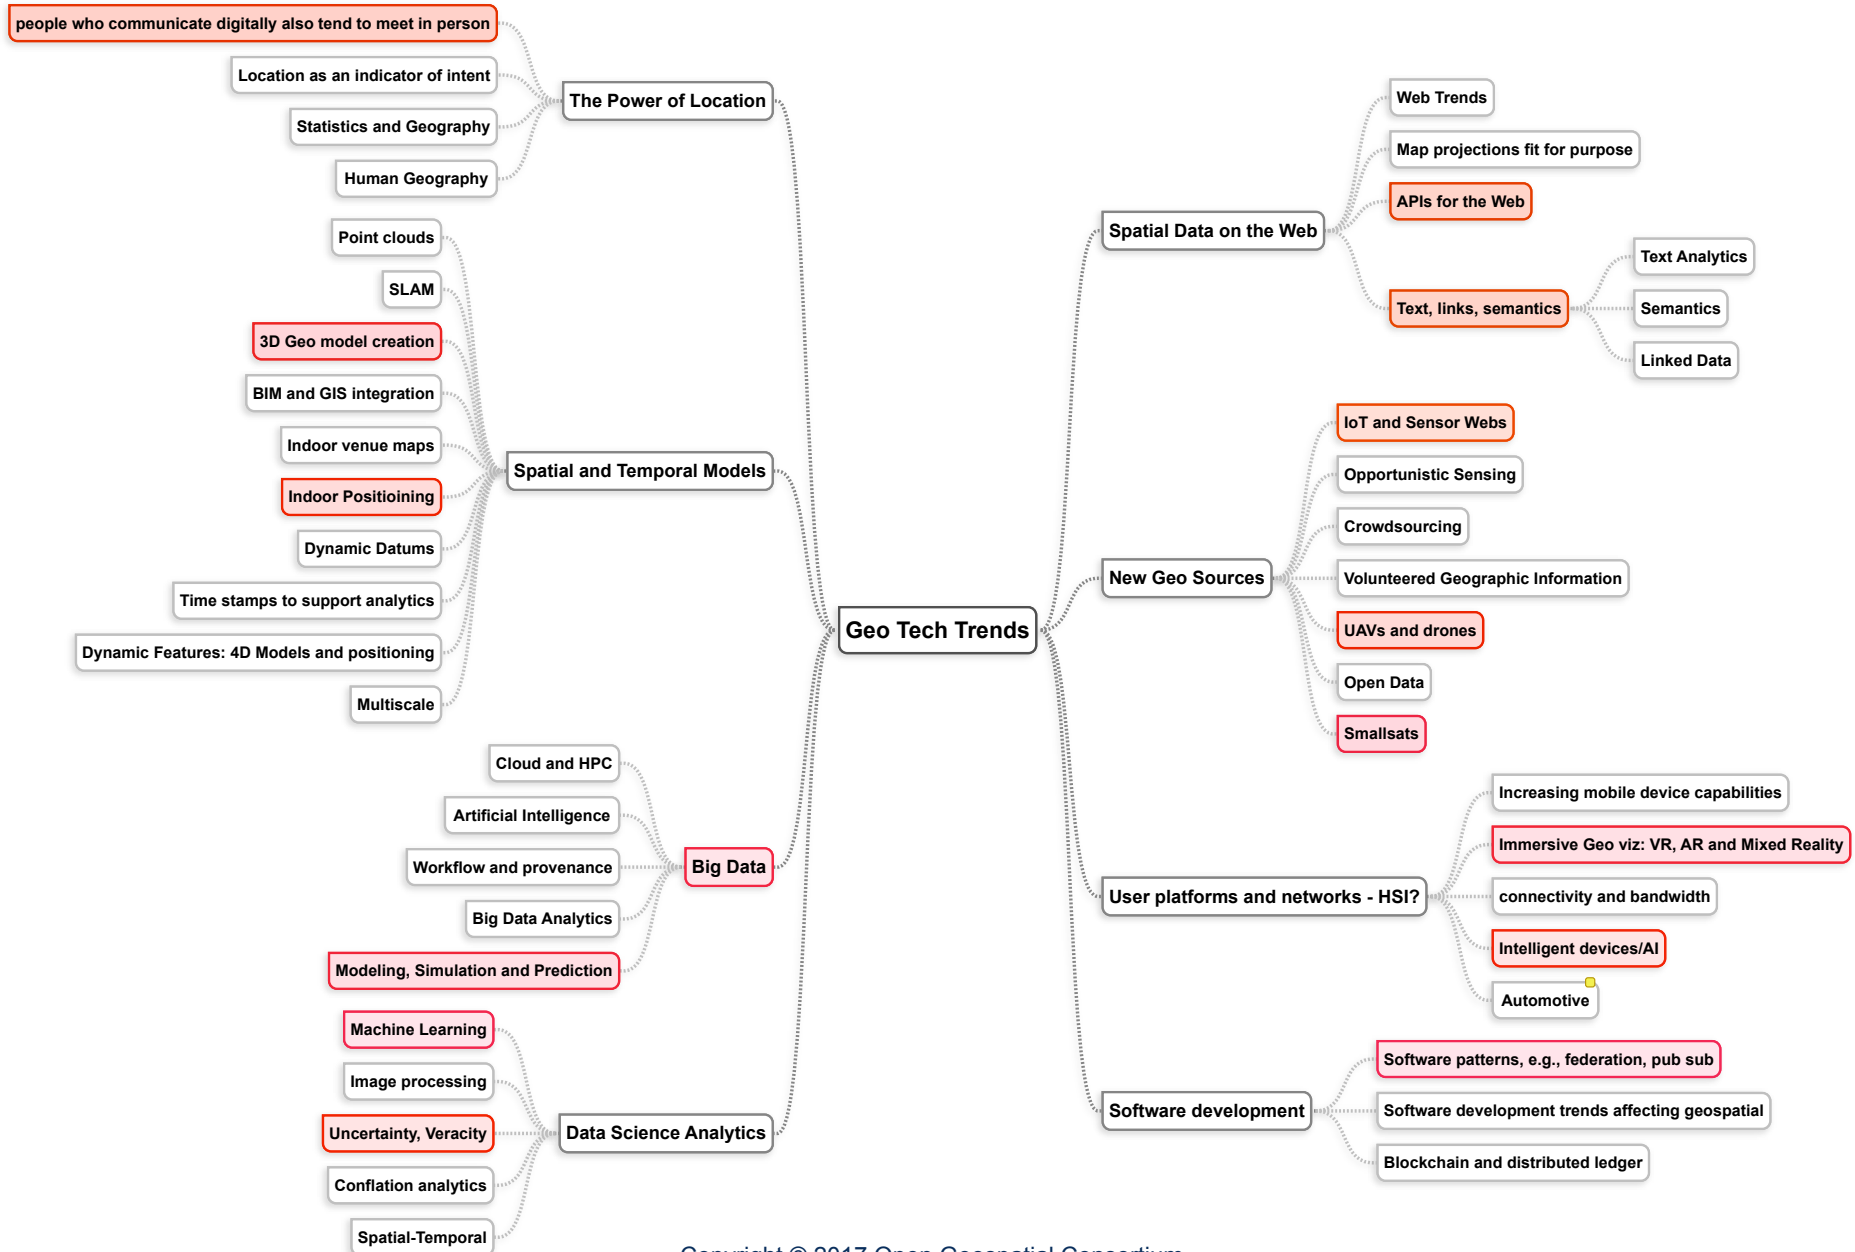 people who communicate digitally also tend to meet in person
Location as an indicator of intent
Statistics and Geography
Human Geography
The Power of Location
Point clouds
SLAM
3D Geo model creation
BIM and GIS integration
Indoor venue maps
Indoor Positioining
Dynamic Datums
Time stamps to support analytics
Dynamic Features: 4D Models and positioning
Multiscale
Spatial and Temporal Models
Cloud and HPC
Artificial Intelligence
Workflow and provenance
Big Data Analytics
Modeling, Simulation and Prediction
Big Data
Machine Learning
Image processing
Uncertainty, Veracity
Conflation analytics
Spatial-Temporal
Data Science Analytics
Geo Tech Trends
Spatial Data on the Web
Web Trends
Map projections fit for purpose
APIs for the Web
Text, links, semantics
Text Analytics
Semantics
Linked Data
New Geo Sources
IoT and Sensor Webs
Opportunistic Sensing
Crowdsourcing
Volunteered Geographic Information
UAVs and drones
Open Data
Smallsats
User platforms and networks - HSI?
Increasing mobile device capabilities
Immersive Geo viz: VR, AR and Mixed Reality
connectivity and bandwidth
Intelligent devices/AI
Automotive
Software development
Software patterns, e.g., federation, pub sub
Software development trends affecting geospatial
Blockchain and distributed ledger
Copyright © 2017 Open Geospatial Consortium